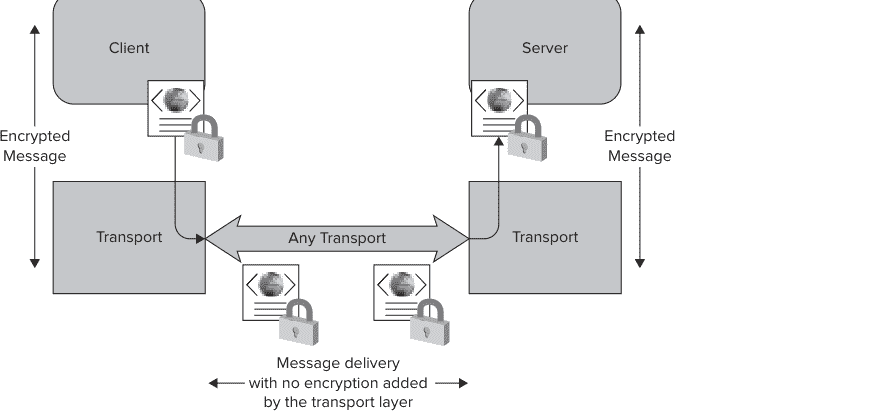 Client
Server
Encrypted
Message
Encrypted
Message
Transport
Any Transport
Transport
Message delivery
with no encryption added
by the transport layer